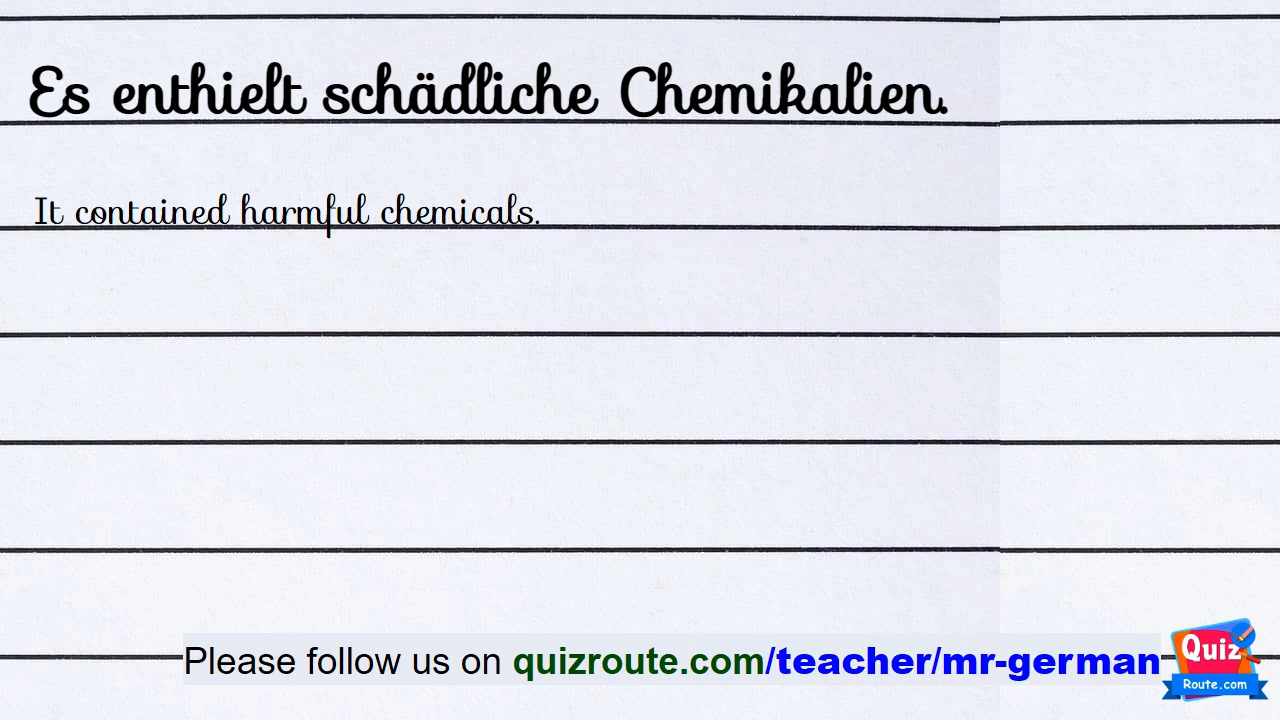 Es enthielt schädliche Chemikalien.
It contained harmful chemicals.
Please follow us on quizroute.com/teacher/mr-german
Quiz
Route.com